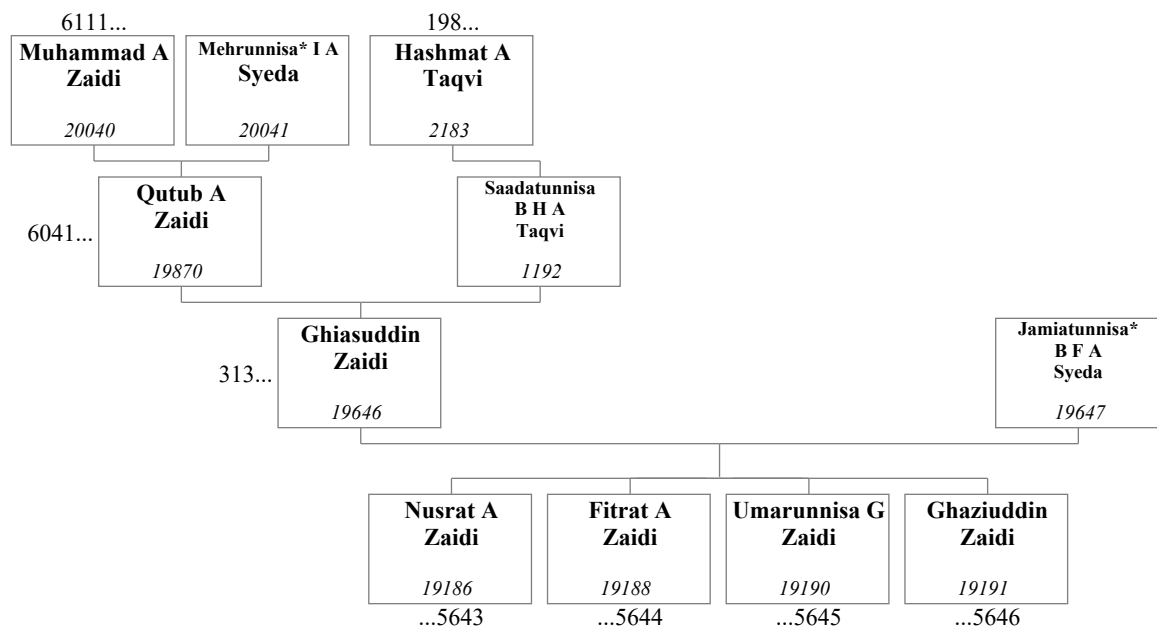 6111...
198...
Muhammad A
Zaidi
20040
Mehrunnisa* I A
Syeda
20041
Hashmat A
Taqvi
2183
6041...
Qutub A
Zaidi
19870
Saadatunnisa
B H A
Taqvi
1192
313...
Ghiasuddin
Zaidi
19646
Jamiatunnisa*
B F A
Syeda
19647
Nusrat A
Zaidi
19186
...5643
Fitrat A
Zaidi
19188
...5644
Umarunnisa G
Zaidi
19190
...5645
Ghaziuddin
Zaidi
19191
...5646